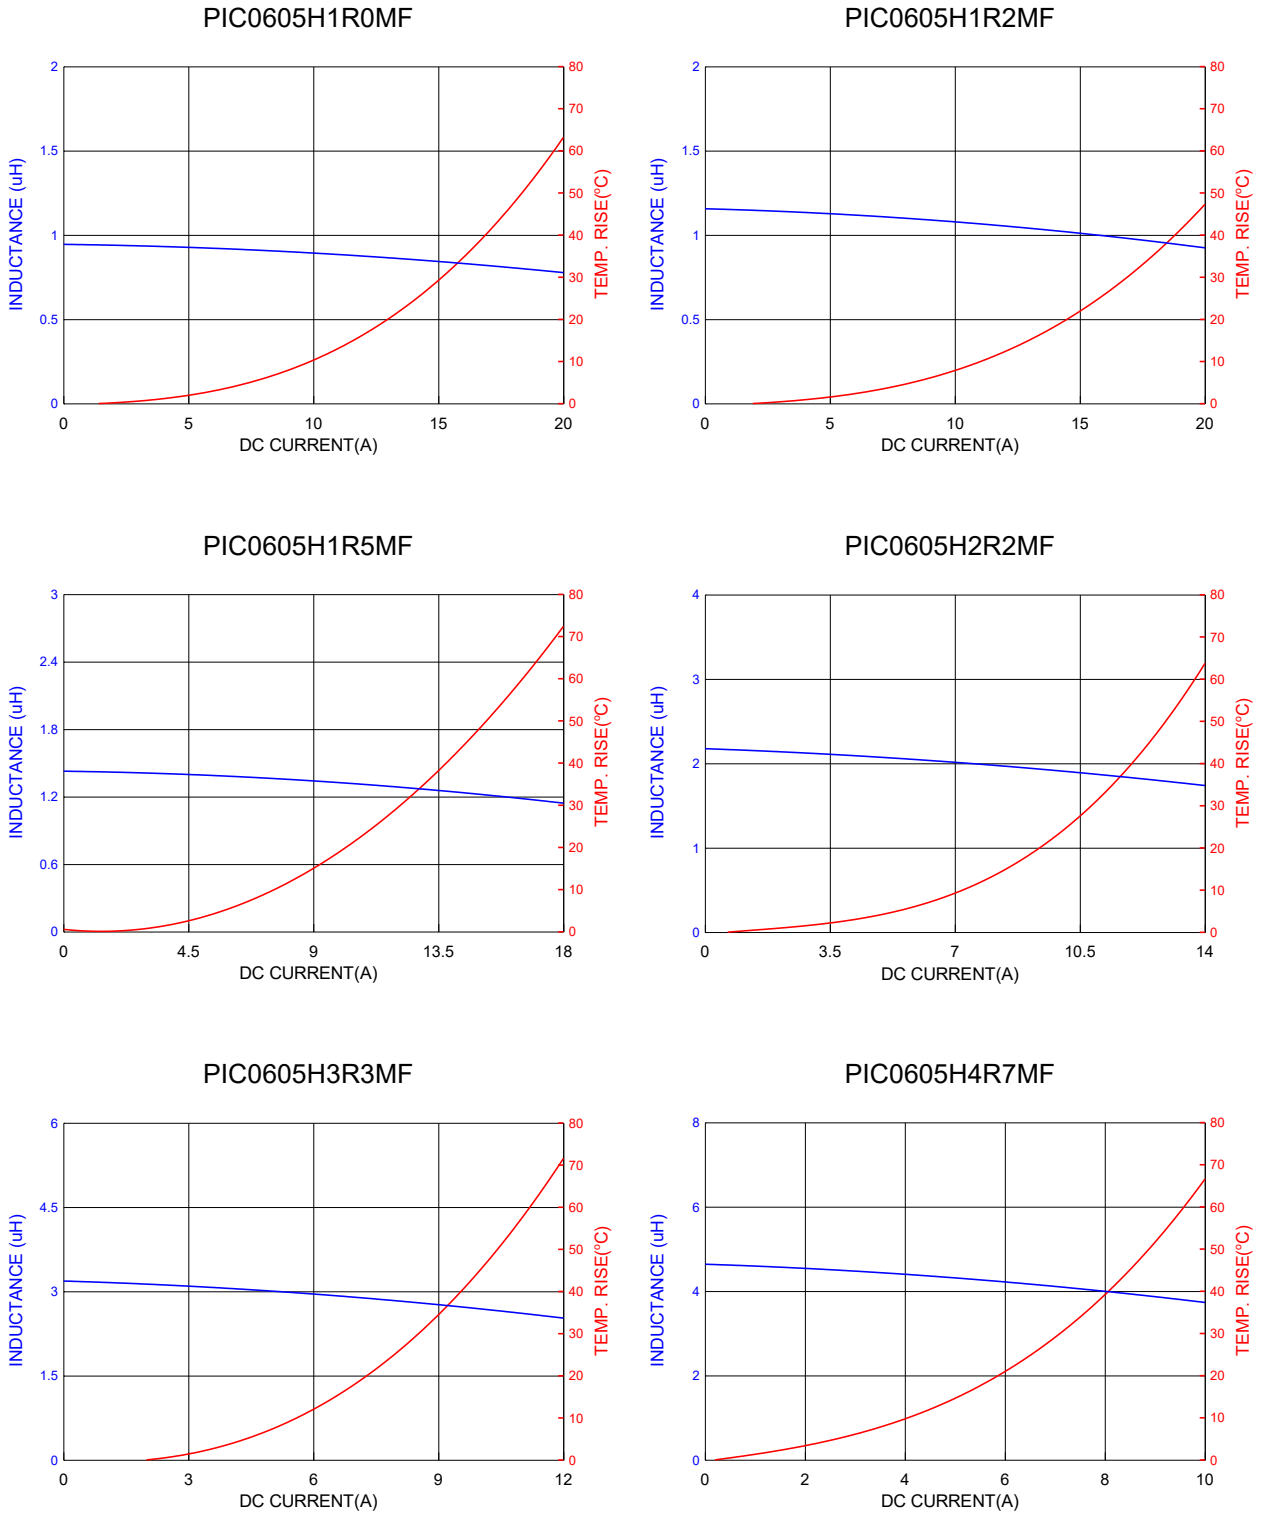 PIC0605H1R0MF
2
1.5
1
0.5
0
INDUCTANCE (uH)
80
70
60
50
40
30
20
10
0
TEMP. RISE(ºC)
0 5 10 15 20
DC CURRENT(A)
PIC0605H1R2MF
2
1.5
1
0.5
0
INDUCTANCE (uH)
80
70
60
50
40
30
20
10
0
TEMP. RISE(ºC)
0 5 10 15 20
DC CURRENT(A)
PIC0605H1R5MF
3
2.4
1.8
1.2
0.6
0
INDUCTANCE (uH)
80
70
60
50
40
30
20
10
0
TEMP. RISE(ºC)
0 4.5 9 13.5 18
DC CURRENT(A)
PIC0605H2R2MF
4
3
2
1
0
INDUCTANCE (uH)
80
70
60
50
40
30
20
10
0
TEMP. RISE(ºC)
0 3.5 7 10.5 14
DC CURRENT(A)
PIC0605H3R3MF
6
4.5
3
1.5
0
INDUCTANCE (uH)
80
70
60
50
40
30
20
10
0
TEMP. RISE(ºC)
0 3 6 9 12
DC CURRENT(A)
PIC0605H4R7MF
8
6
4
2
0
INDUCTANCE (uH)
80
70
60
50
40
30
20
10
0
TEMP. RISE(ºC)
0 2 4 6 8 10
DC CURRENT(A)